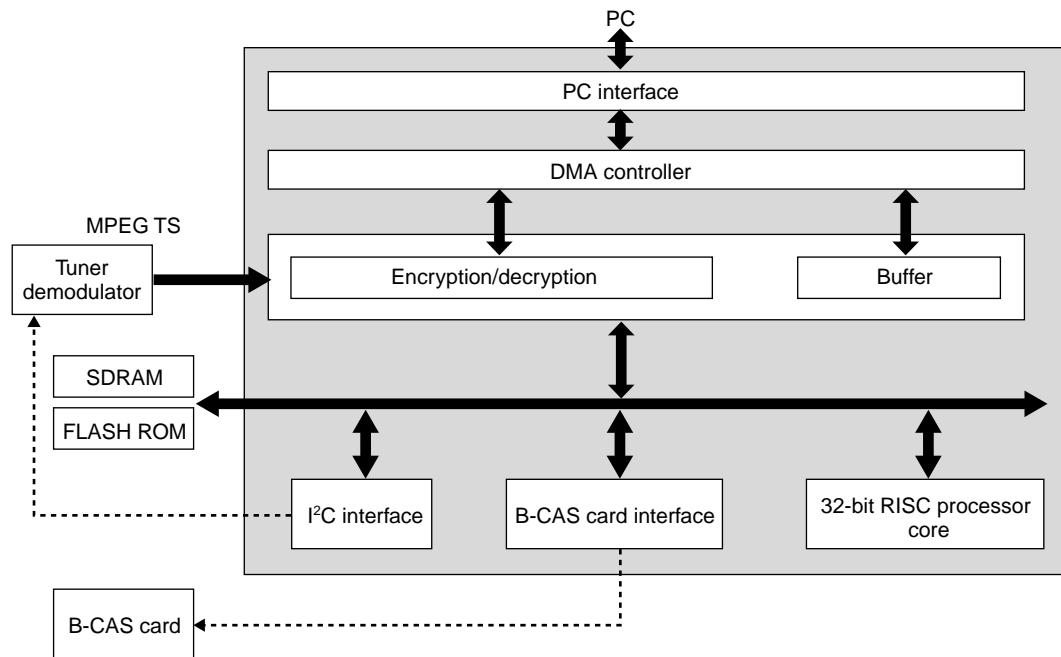 PC
PC interface
DMA controller
MPEG TS
Tuner
demodulator
Encryption/decryption
Buffer
SDRAM
FLASH ROM
I²C interface
B-CAS card interface
32-bit RISC processor
core
B-CAS card